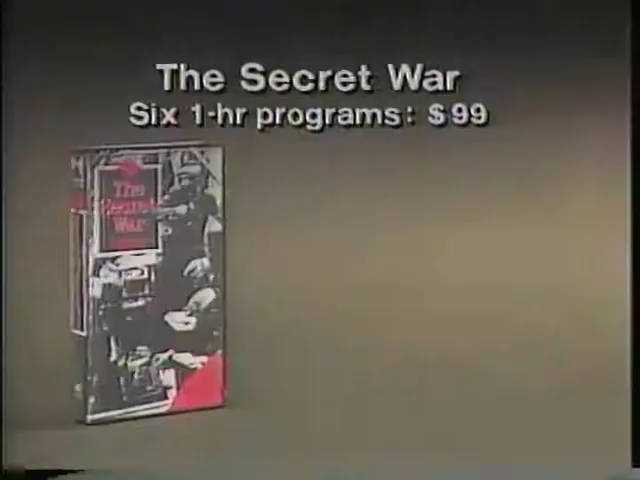 The Secret War
Six 1-hr programs: $99
The
Secret
War